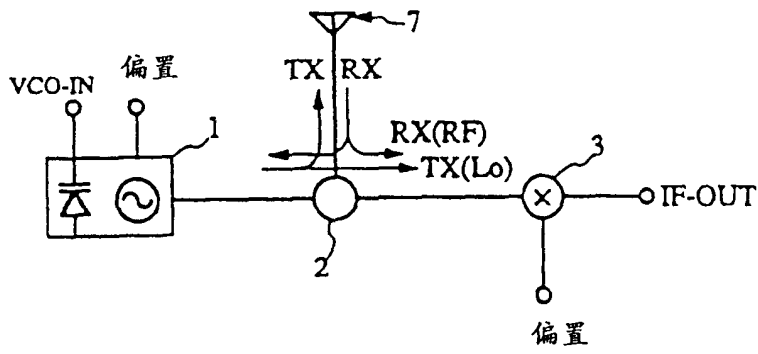 7
TX RX
VCO-IN
偏置
1
RX(RF)
TX(Lo)
3
IF-OUT
2
偏置